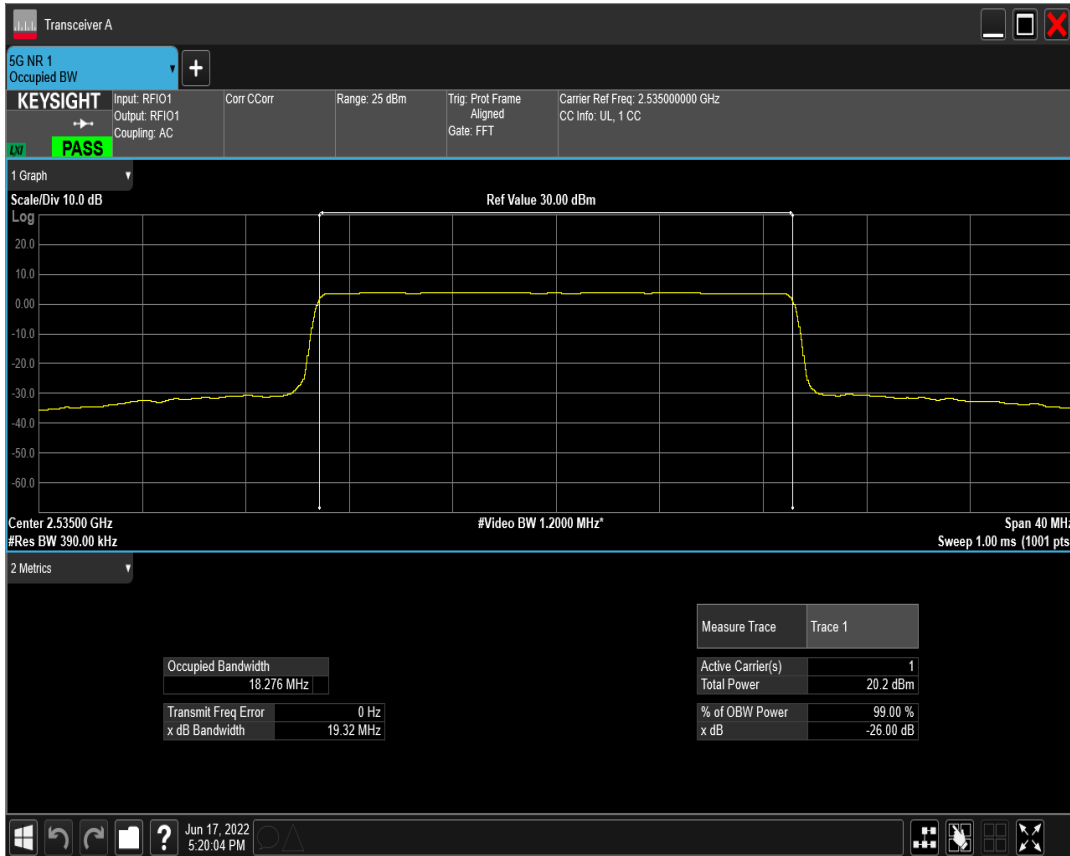 Transceiver A
5G NR 1
Occupied BW
KEYSIGHT
LXI
PASS
Input: RFIO1
Output: RFIO1
Coupling: AC
Corr CCorr
Range: 25 dBm
Trig: Prot Frame
Aligned
Gate: FFT
Carrier Ref Freq: 2.535000000 GHz
CC Info: UL, 1 CC
1 Graph
Scale/Div 10.0 dB
Ref Value 30.00 dBm
Log
20.0
10.0
0.00
-10.0
-20.0
-30.0
-40.0
-50.0
-60.0
Center 2.53500 GHz
#Video BW 1.2000 MHz*
Span 40 MHz
#Res BW 390.00 kHz
Sweep 1.00 ms (1001 pts
2 Metrics
Measure Trace Trace 1
Occupied Bandwidth
18.276 MHz
Active Carrier(s) 1
Total Power 20.2 dBm
Transmit Freq Error 0 Hz
x dB Bandwidth 19.32 MHz
% of OBW Power 99.00 %
x dB -26.00 dB
Jun 17, 2022
5:20:04 PM